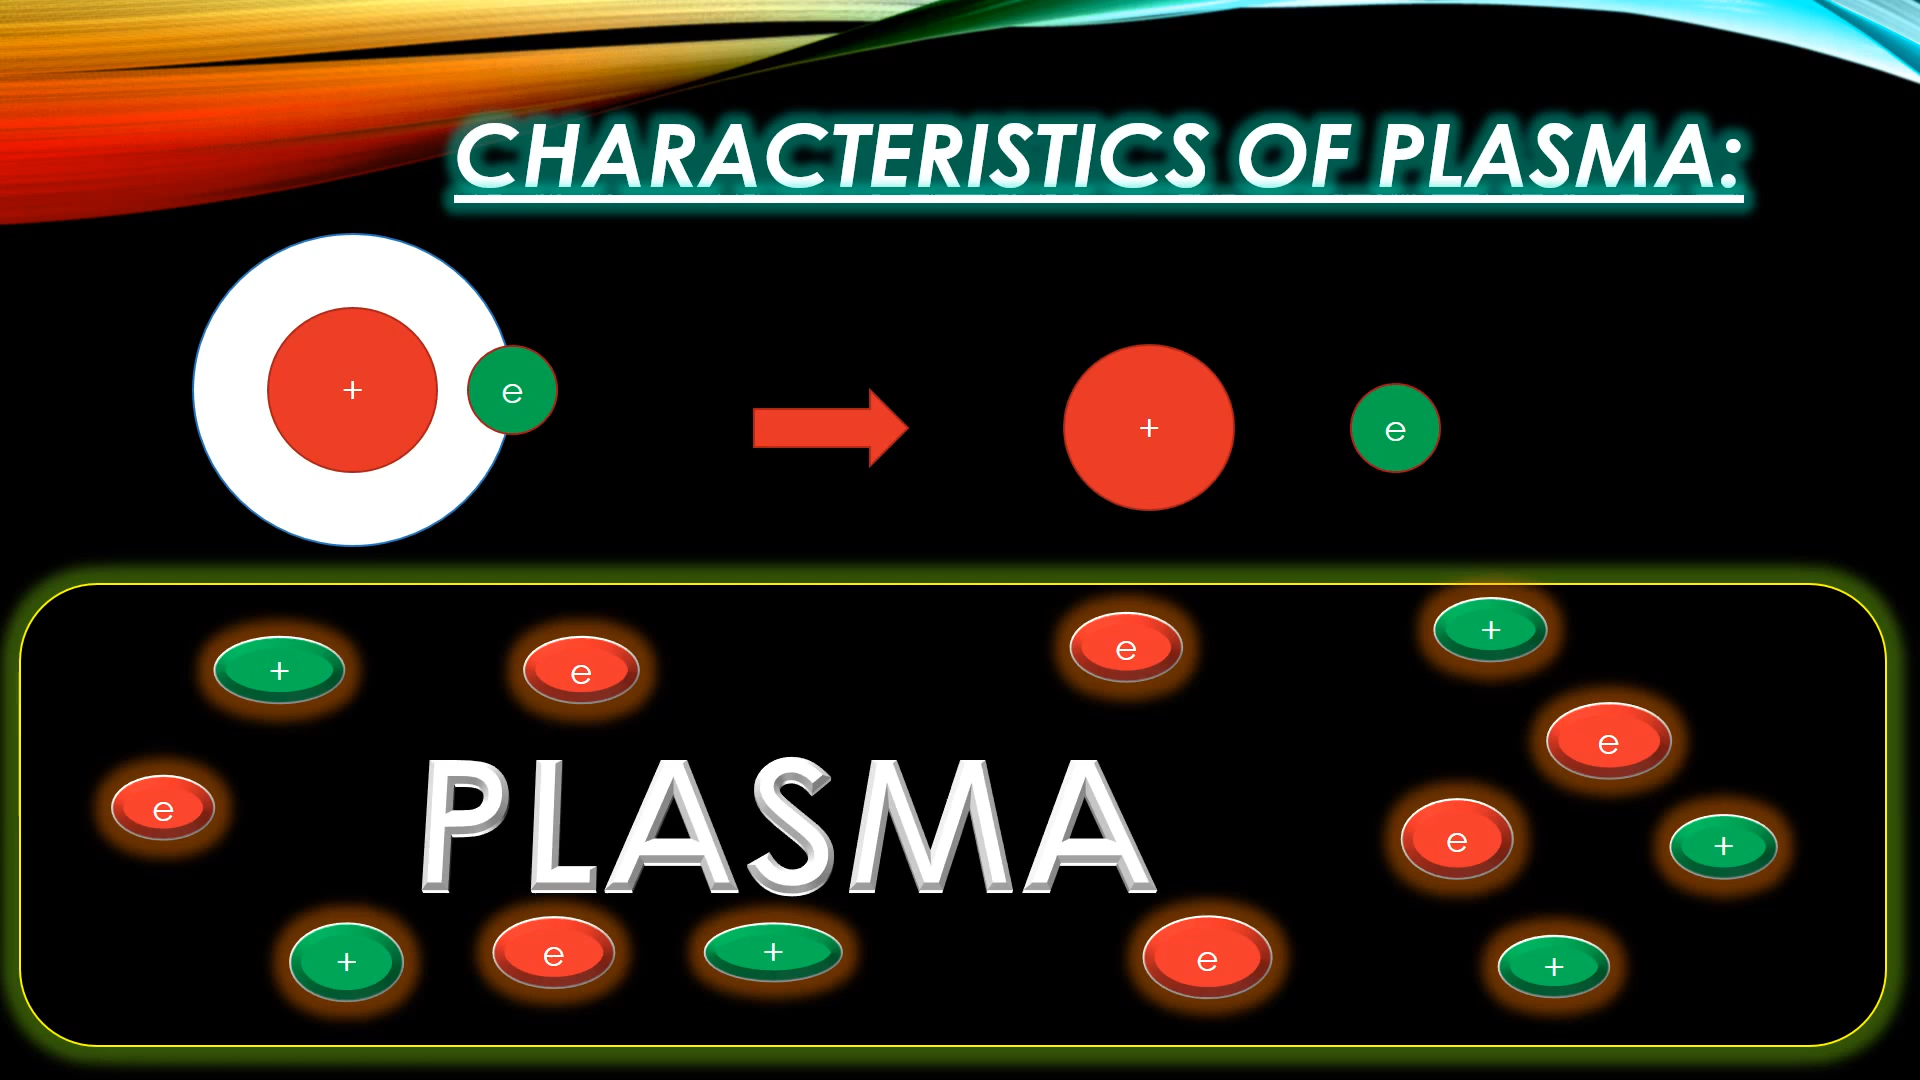 CHARACTERISTICS OF PLASMA:
+ e + e
+ e e +
e
e e +
PLASMA
+ e + e +